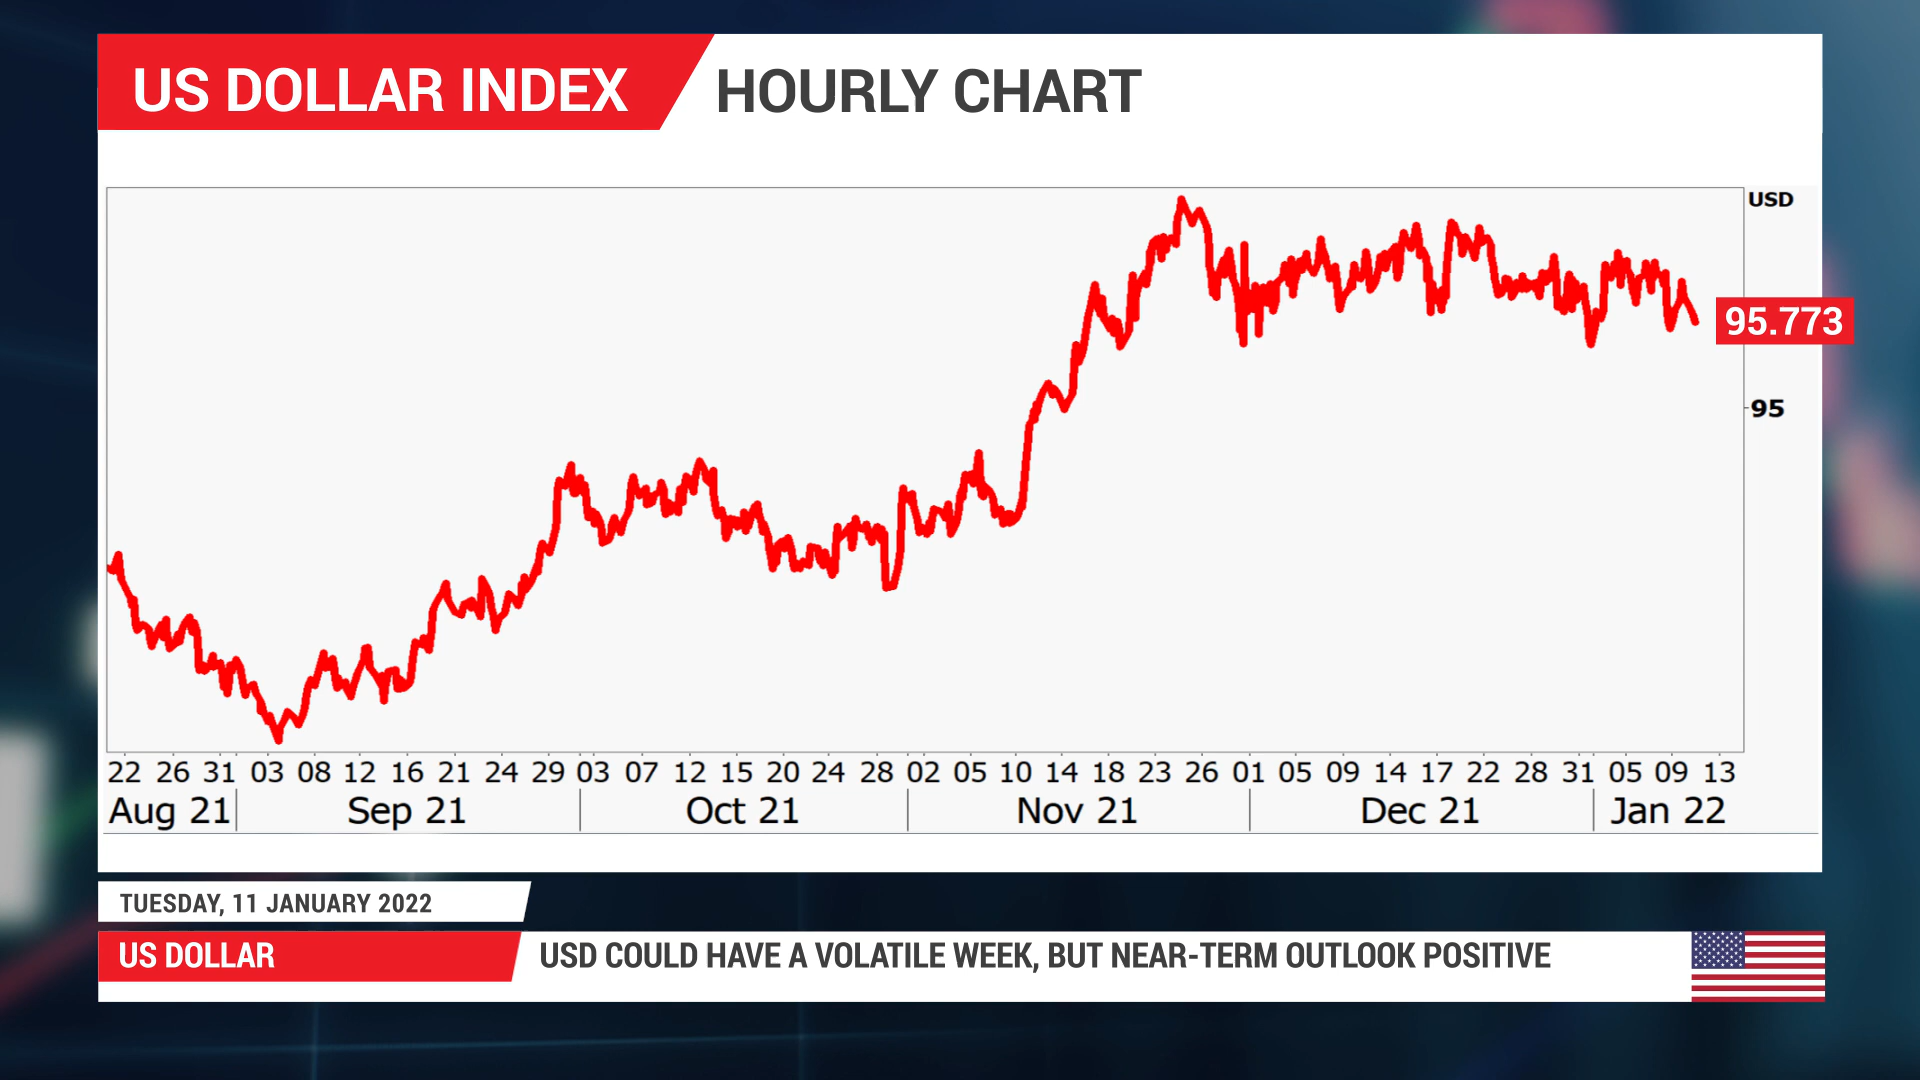 US DOLLAR INDEX HOURLY CHART
USD
95.773
95
22 26 31 03 08 12 16 21 24 29 03 07 12 15 20 24 28 02 05 10 14 18 23 26 01 05 09 14 17 22 28 31 05 09 13
Aug 21 Sep 21 Oct 21 Nov 21 Dec 21 Jan 22
TUESDAY, 11 JANUARY 2022
US DOLLAR USD COULD HAVE A VOLATILE WEEK, BUT NEAR-TERM OUTLOOK POSITIVE